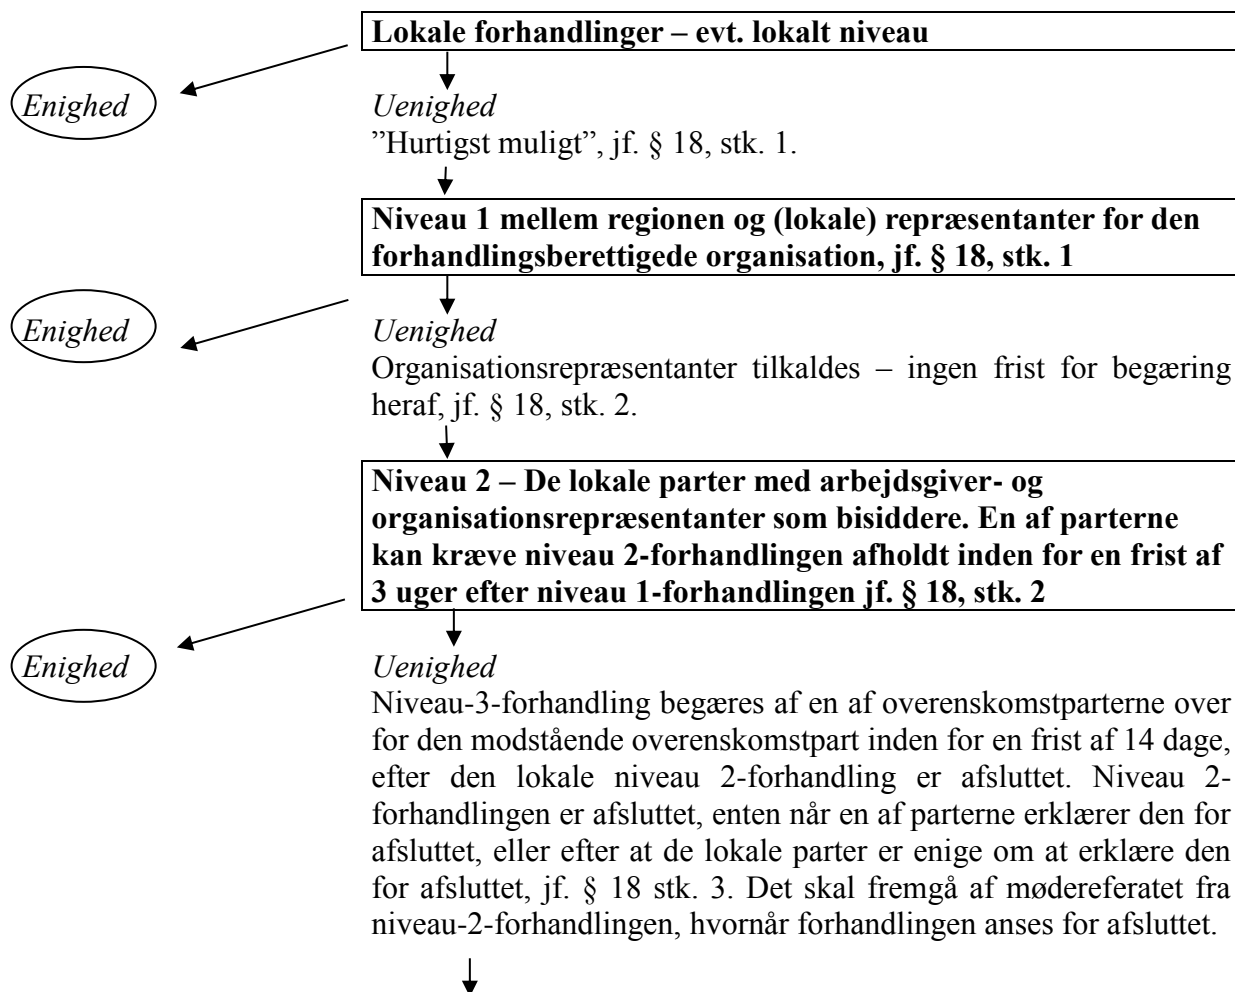 Lokale forhandlinger – evt. lokalt niveau
Enighed
Uenighed
”Hurtigst muligt”, jf. § 18, stk. 1.
Niveau 1 mellem regionen og (lokale) repræsentanter for den
forhandlingsberettigede organisation, jf. § 18, stk. 1
Enighed
Uenighed
Organisationsrepræsentanter tilkaldes – ingen frist for begæring
heraf, jf. § 18, stk. 2.
Niveau 2 – De lokale parter med arbejdsgiver- og
organisationsrepræsentanter som bisiddere. En af parterne
kan kræve niveau 2-forhandlingen afholdt inden for en frist af
3 uger efter niveau 1-forhandlingen jf. § 18, stk. 2
Enighed
Uenighed
Niveau-3-forhandling begæres af en af overenskomstparterne over
for den modstående overenskomstpart inden for en frist af 14 dage,
efter den lokale niveau 2-forhandling er afsluttet. Niveau 2-
forhandlingen er afsluttet, enten når en af parterne erklærer den for
afsluttet, eller efter at de lokale parter er enige om at erklære den
for afsluttet, jf. § 18 stk. 3. Det skal fremgå af mødereferatet fra
niveau-2-forhandlingen, hvornår forhandlingen anses for afsluttet.